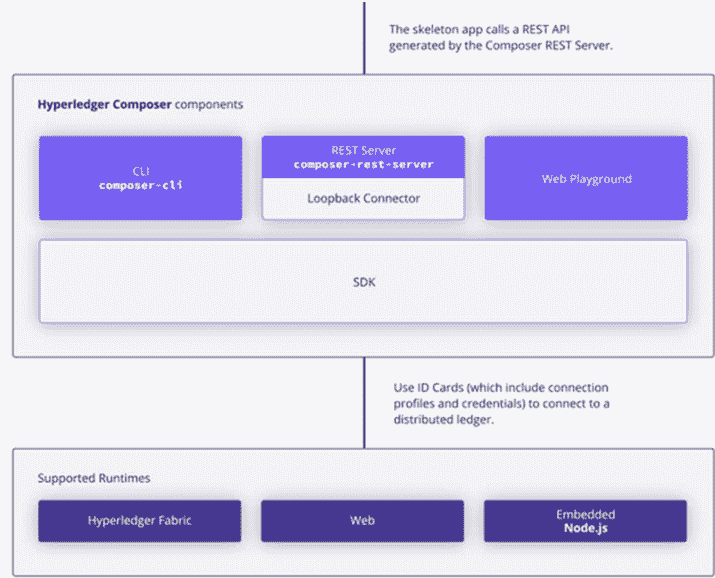 The skeleton app calls a REST API
generated by the Composer REST Server.
Hyperledger Composer components
CLI
composer-cli
REST Server
composer-rest-server
Loopback Connector
Web Playground
SDK
Use ID Cards (which include connection
profiles and credentials) to connect to a
distributed ledger.
Supported Runtimes
Hyperledger Fabric
Web
Embedded
Node.js